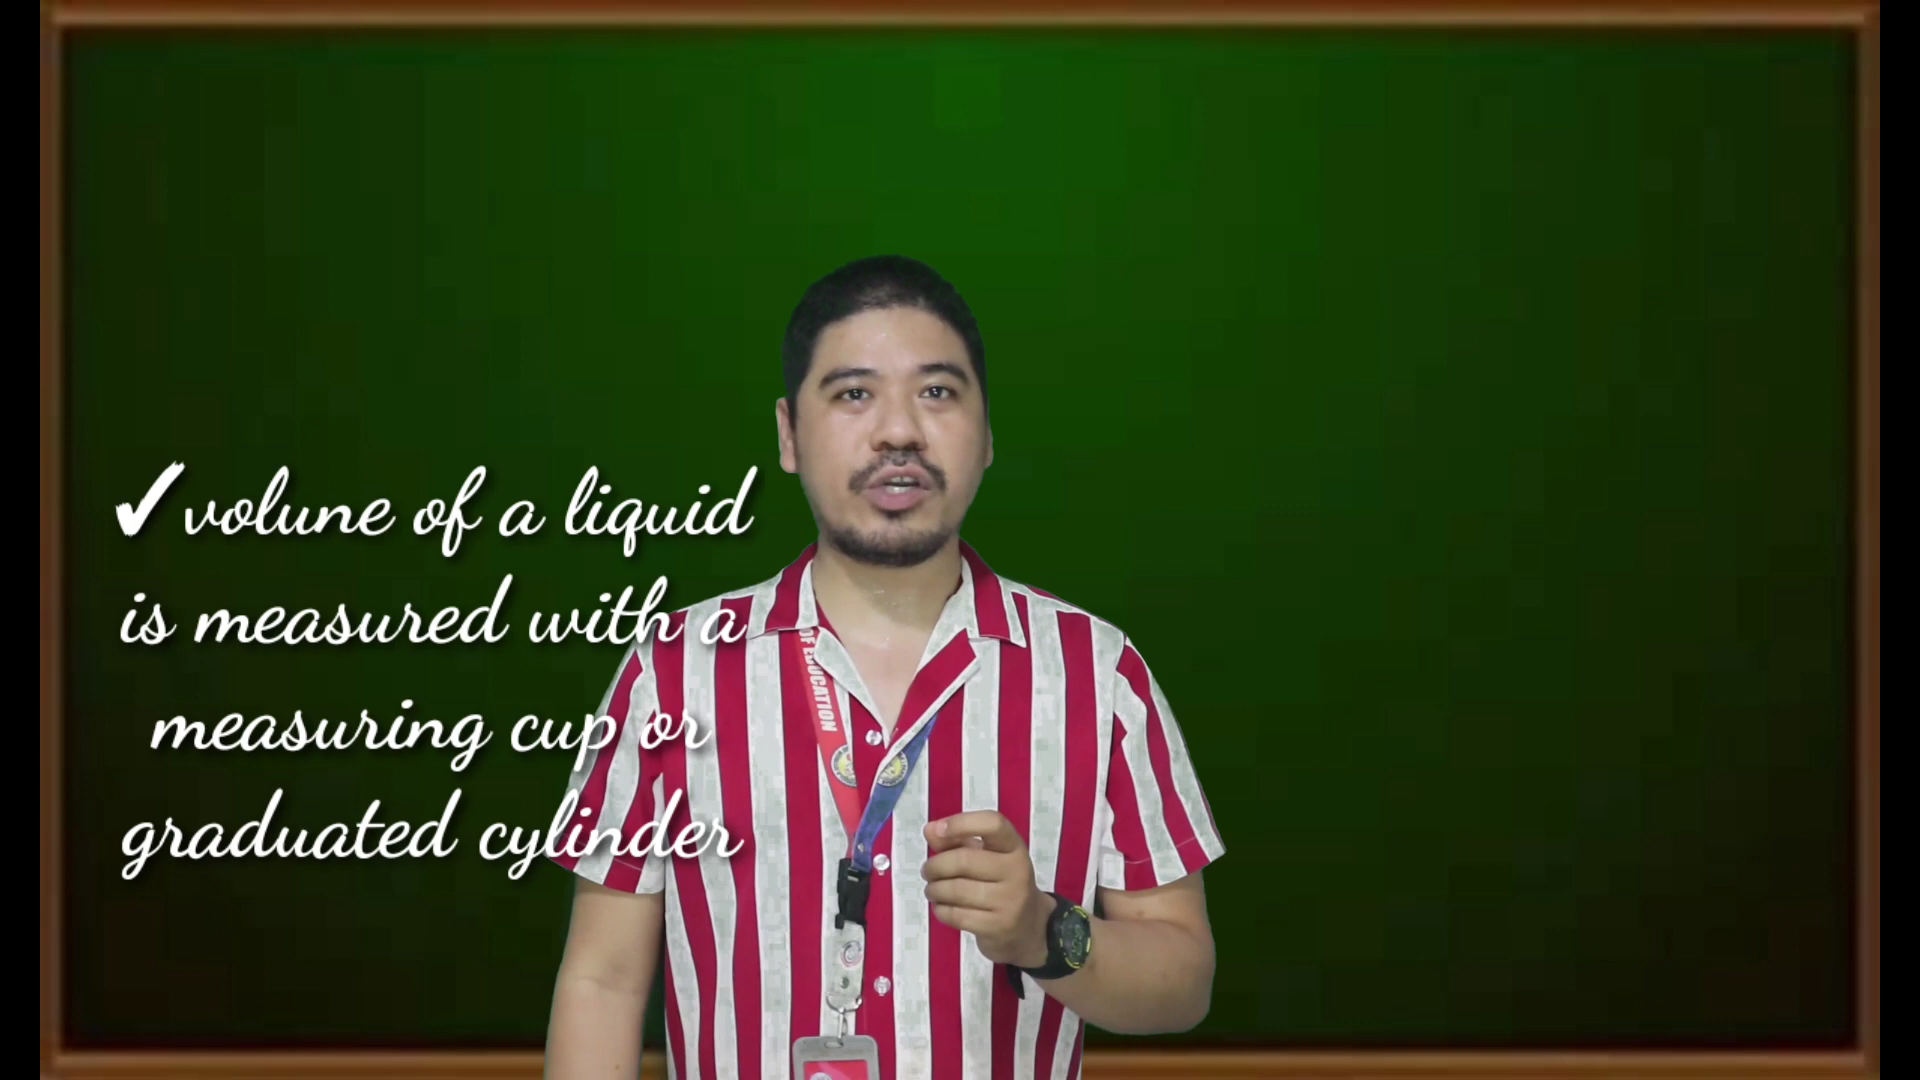 ✔volune of a liquid
is measured with a
measuring cup or
graduated cylinder
OF EDUCATION